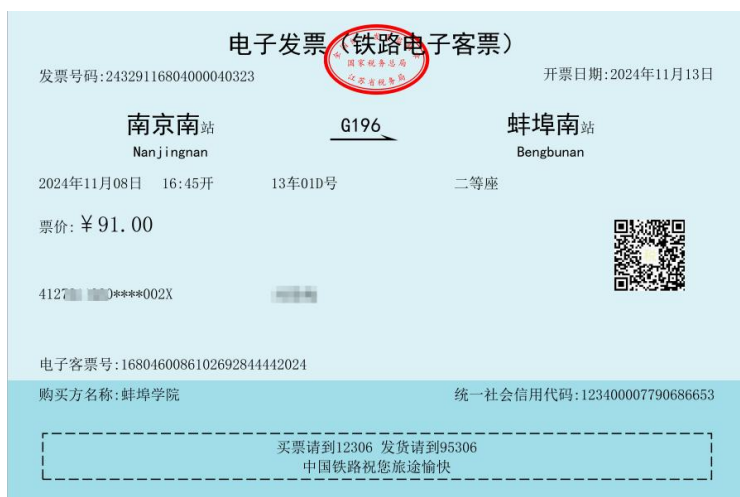 电子发票（铁路电子客票）
国家税务总局
江苏省税务局
发票号码:24329116804000040323 开票日期:2024年11月13日
南京南站 G196 蚌埠南站
Nanjingnan Bengbunan
2024年11月08日 16:45开 13车01D号 二等座
票价:￥91.00
4127 0****002X
电子客票号:1680460086102692844442024
购买方名称:蚌埠学院 统一社会信用代码:123400007790686653
买票请到12306 发货请到95306
中国铁路祝您旅途愉快